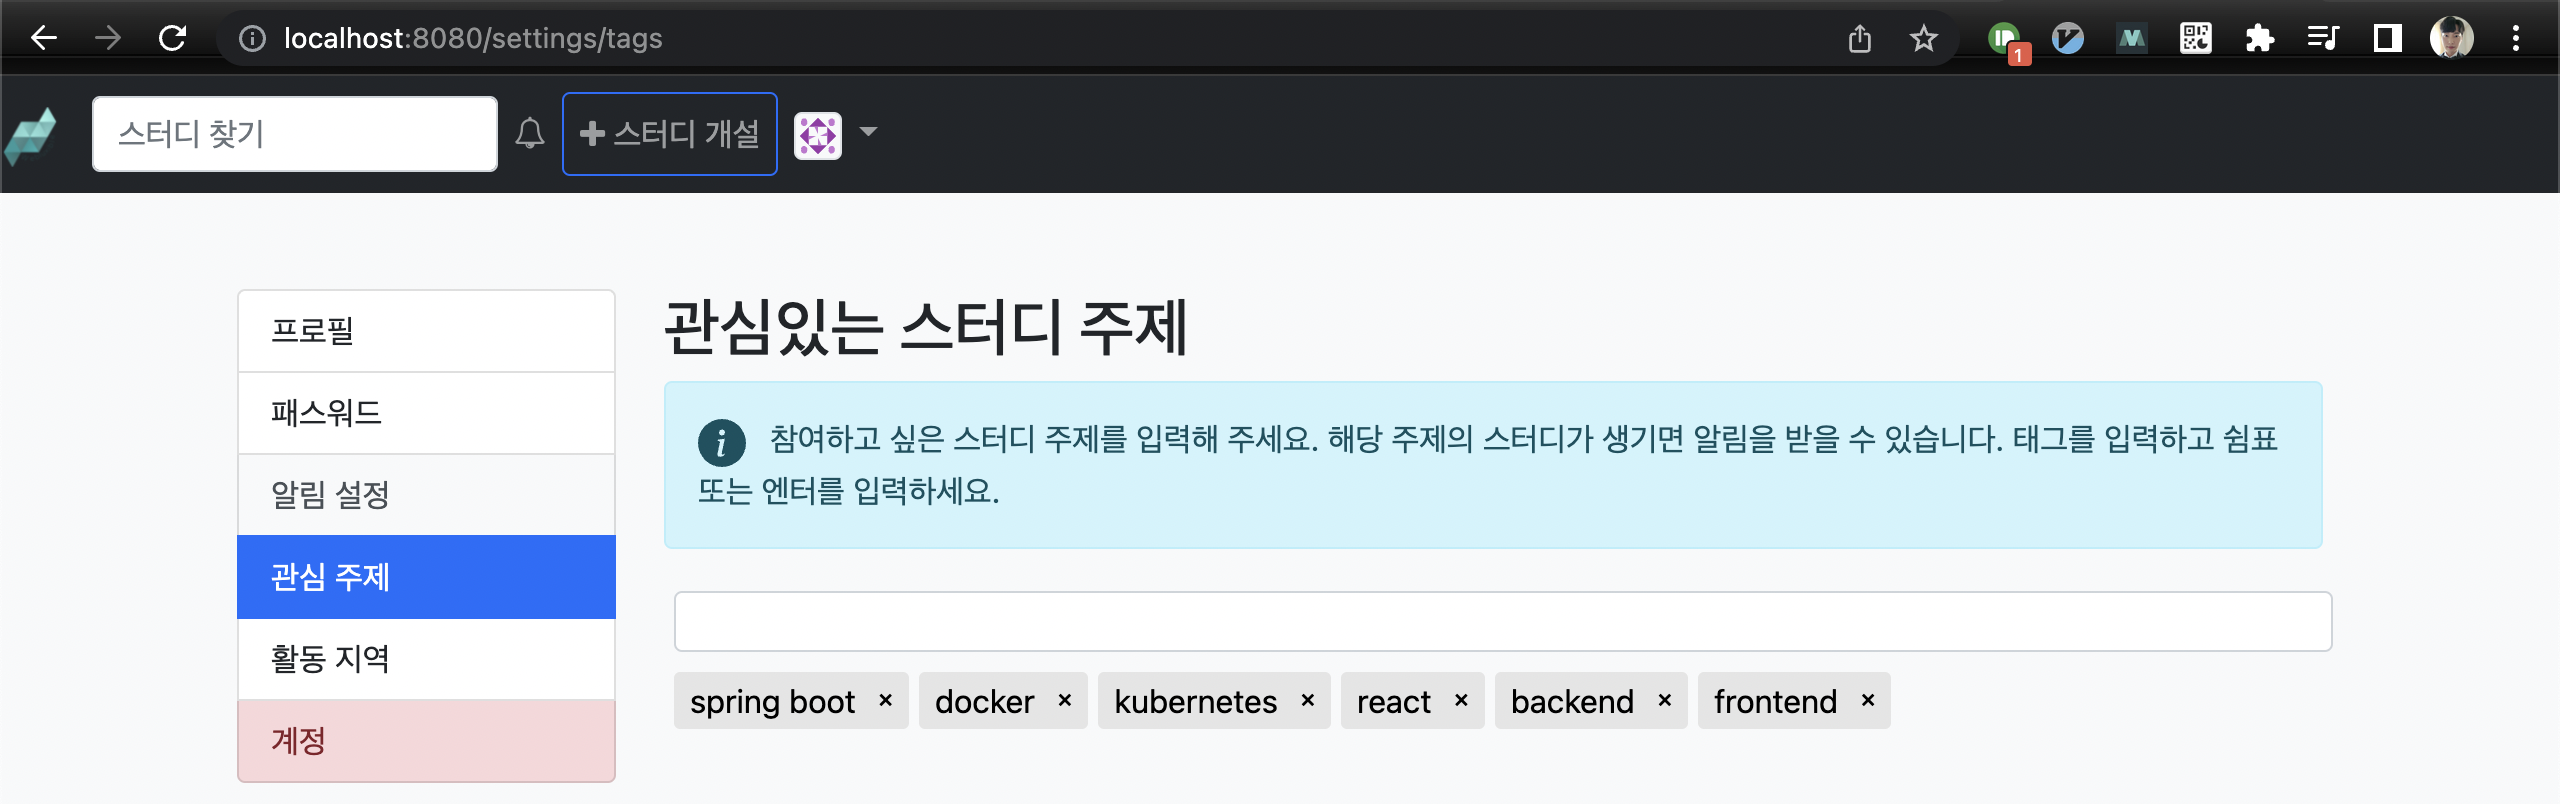 localhost:8080/settings/tags
1
스터디 찾기
스터디 개설
프로필
패스워드
알림 설정
관심 주제
활동 지역
계정
관심있는 스터디 주제
참여하고 싶은 스터디 주제를 입력해 주세요. 해당 주제의 스터디가 생기면 알림을 받을 수 있습니다. 태그를 입력하고 쉼표
또는 엔터를 입력하세요.
spring boot × docker × kubernetes × react × backend × frontend ×